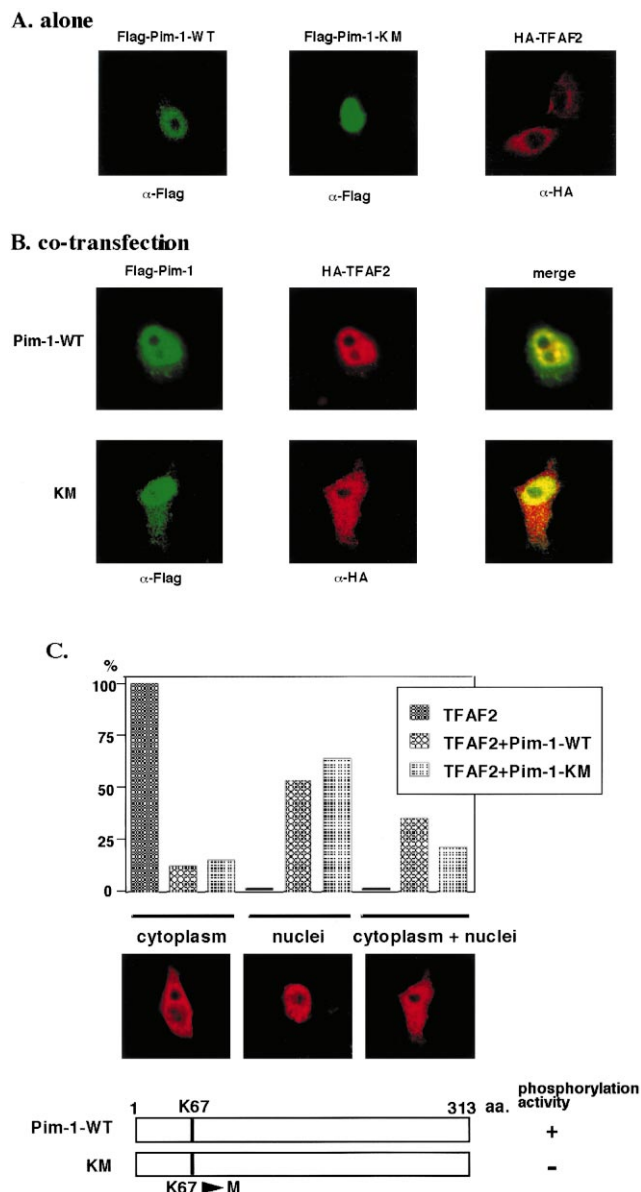 A. alone
Flag-Pim-1-WT Flag-Pim-1-KM HA-TFAF2
α-Flag α-Flag α-HA
B. co-transfection
Flag-Pim-1 HA-TFAF2 merge
Pim-1-WT
KM
α-Flag α-HA
C.
%
100
75
50
25
0
TFAF2
TFAF2+Pim-1-WT
TFAF2+Pim-1-KM
cytoplasm nuclei cytoplasm + nuclei
phosphorylation
activity
1 K67 313 aa.
Pim-1-WT +
KM -
K67 ► M